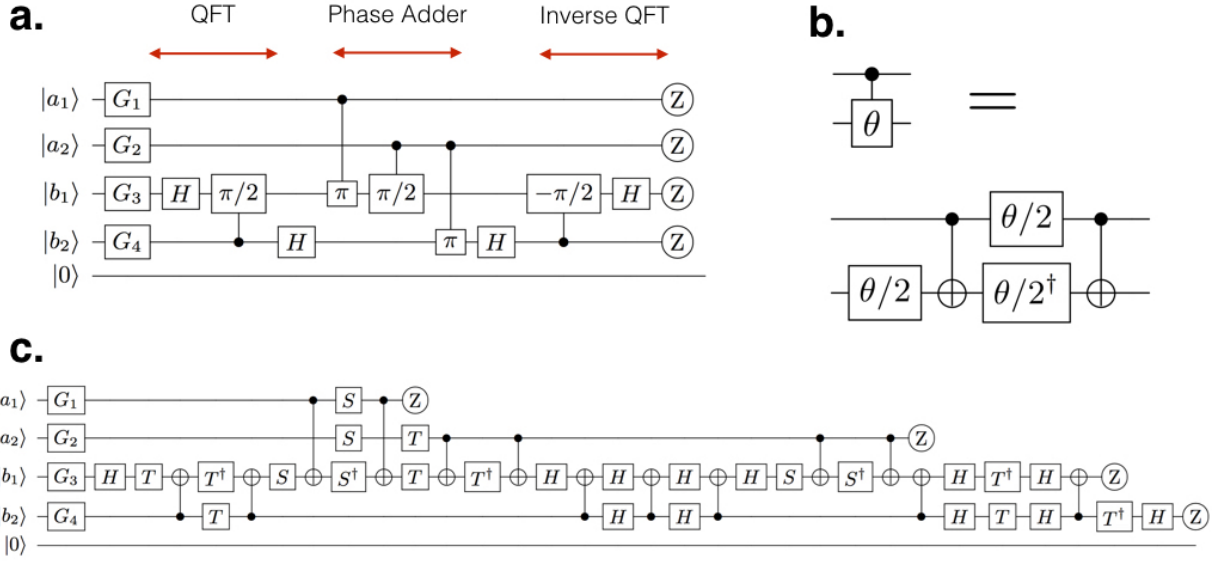 a.
QFT Phase Adder Inverse QFT
|a₁⟩ G₁ Z
|a₂⟩ G₂ Z
|b₁⟩ G₃ H π/2 π π/2 −π/2 H Z
|b₂⟩ G₄ H π H Z
|0⟩
b.
θ
=
θ/2
θ/2 θ/2†
c.
a₁⟩ G₁ S Z
a₂⟩ G₂ S T Z
b₁⟩ G₃ H T T† S S† T T† H H H H S S† H T† H Z
b₂⟩ G₄ T H H H T H T† H Z
|0⟩